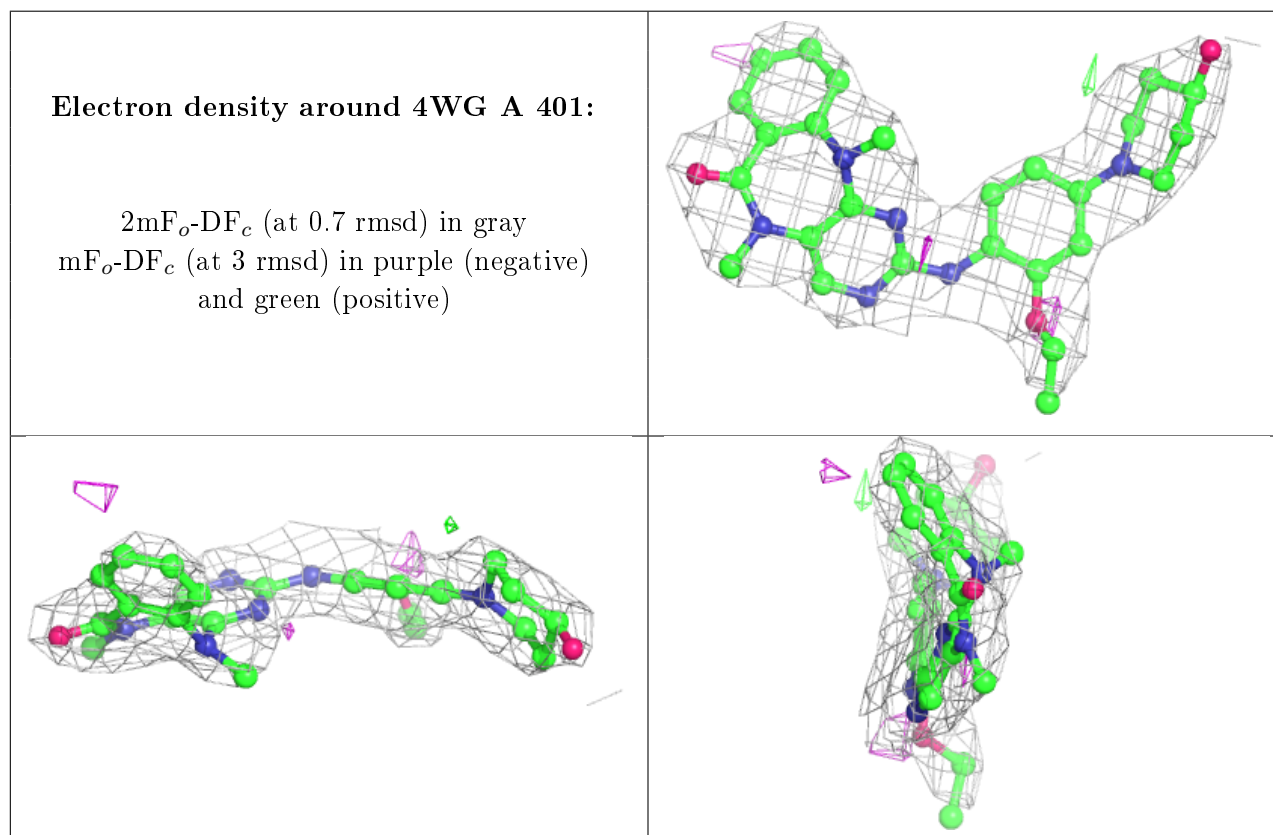 Electron density around 4WG A 401:
2mFo-DFc (at 0.7 rmsd) in gray
mFo-DFc (at 3 rmsd) in purple (negative)
and green (positive)